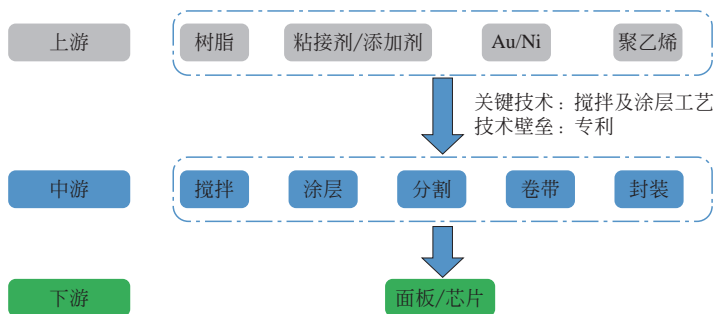 上游
树脂
粘接剂/添加剂
Au/Ni
聚乙烯
关键技术：搅拌及涂层工艺
技术壁垒：专利
中游
搅拌
涂层
分割
卷带
封装
下游
面板/芯片